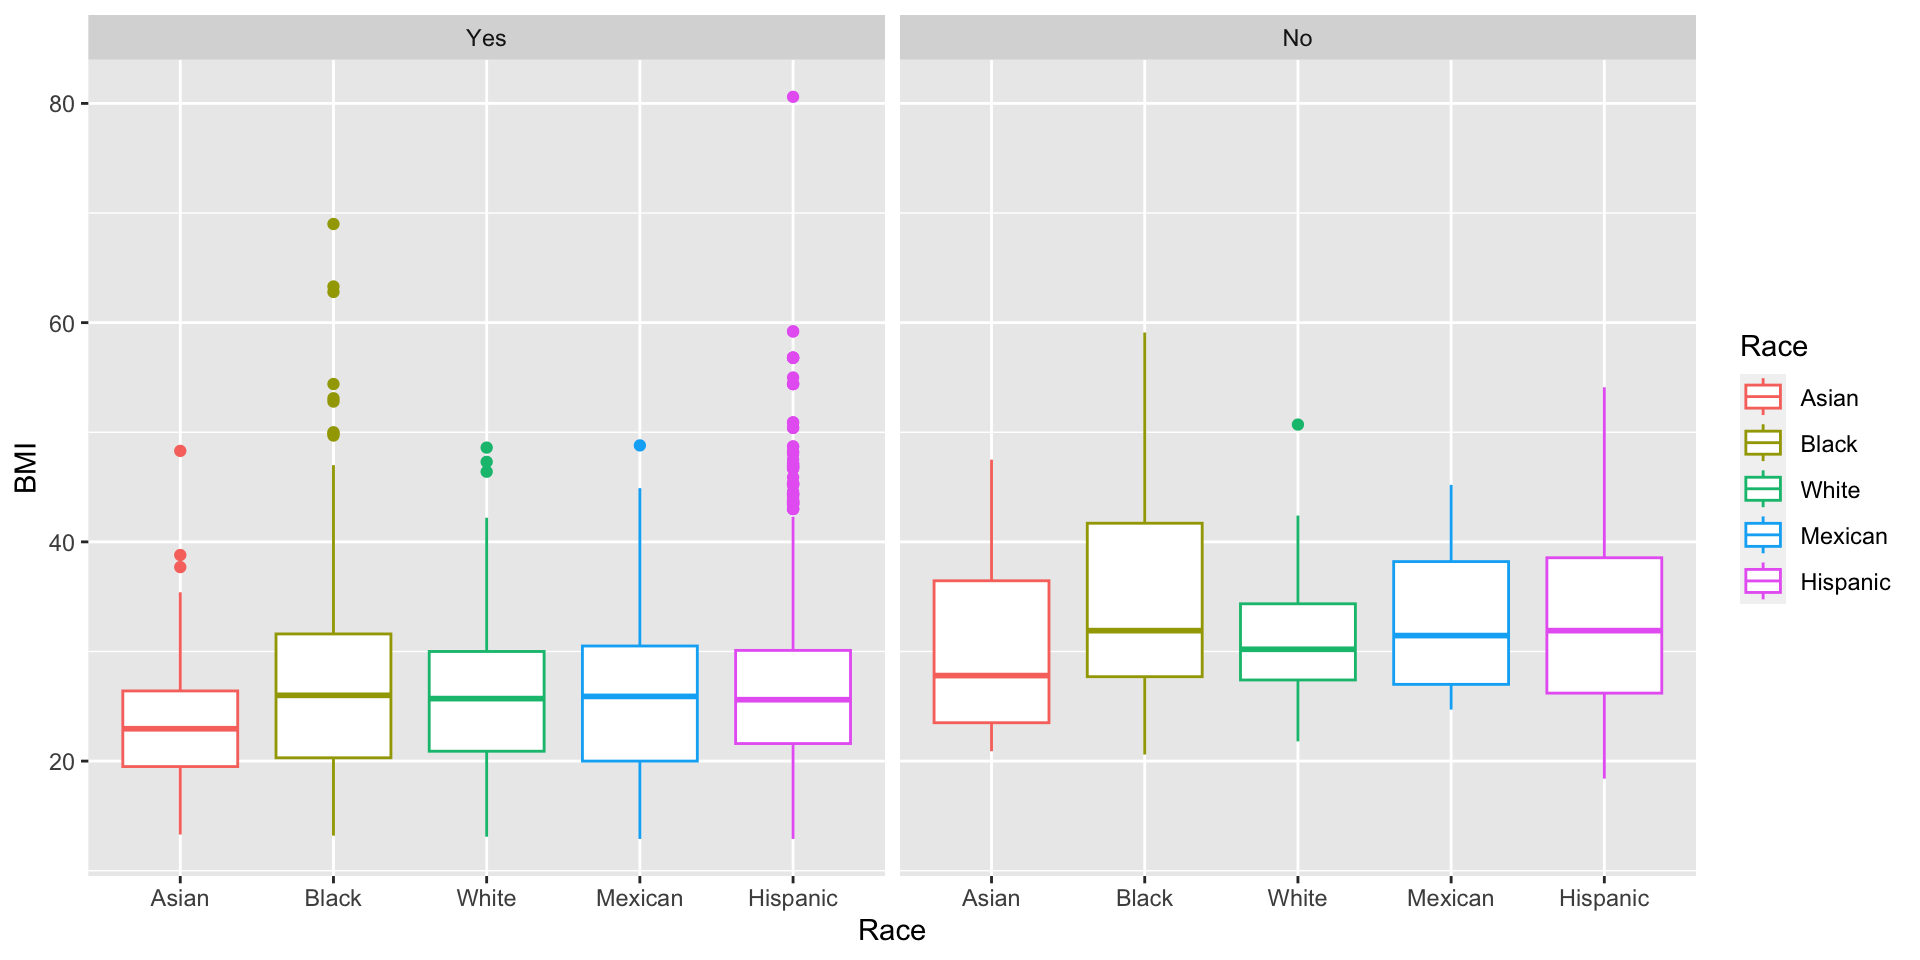 Yes
No
80
60
40
20
BMI
Asian
Black
White
Mexican
Hispanic
Asian
Black
White
Mexican
Hispanic
Race
Race
Asian
Black
White
Mexican
Hispanic